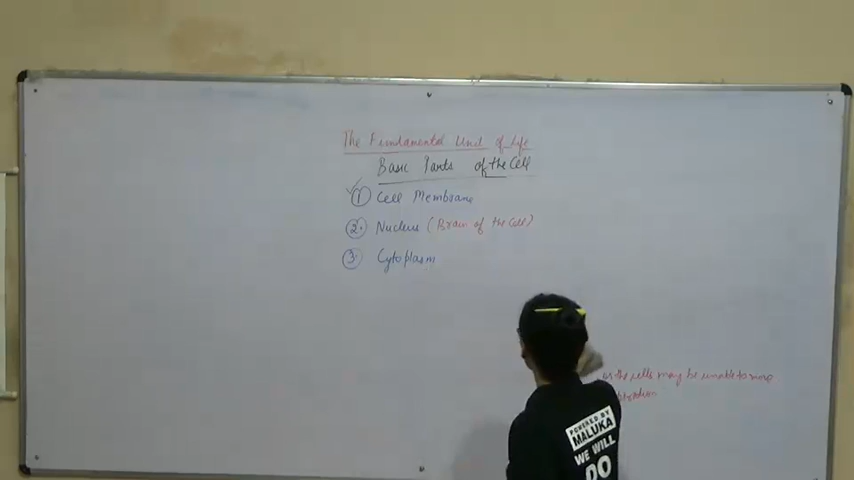 The Fundamental Unit of Life
Basic Parts of the Cell
① Cell Membrane
②. Nucleus (Brain of the Cell)
③. Cytoplasm
the cells may be unable to
POWERED BY
MALUKA
WE WILL
DO